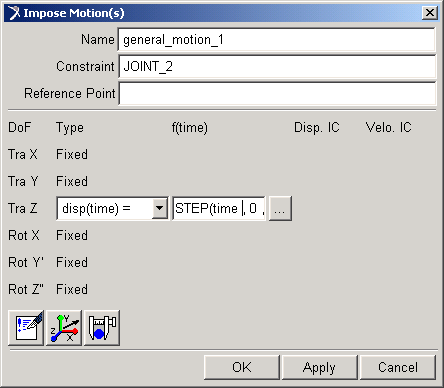 Impose Motion(s)
Name general_motion_1
Constraint JOINT_2
Reference Point
DoF Type f(time) Disp. IC Velo. IC
Tra X Fixed
Tra Y Fixed
Tra Z disp(time) = STEP(time , 0 , ...
Rot X Fixed
Rot Y' Fixed
Rot Z" Fixed
Z Y X
OK Apply Cancel